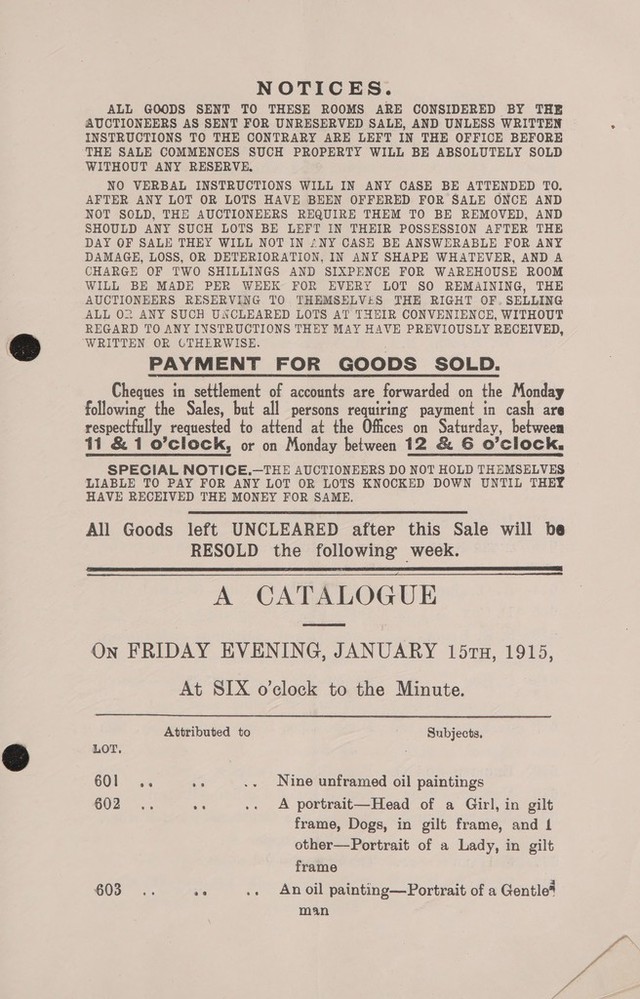 NOTICES.
ALL GOODS SENT TO THESE ROOMS ARE CONSIDERED BY THE
AUCTIONEERS AS SENT FOR UNRESERVED SALE, AND UNLESS WRITTEN
INSTRUCTIONS TO THE CONTRARY ARE LEFT IN THE OFFICE BEFORE
THE SALE COMMENCES SUCH PROPERTY WILL BE ABSOLUTELY SOLD
WITHOUT ANY RESERVE.
NO VERBAL INSTRUCTIONS WILL IN ANY CASE BE ATTENDED TO.
AFTER ANY LOT OR LOTS HAVE BEEN OFFERED FOR SALE ONCE AND
NOT SOLD, THE AUCTIONEERS REQUIRE THEM TO BE REMOVED, AND
SHOULD ANY SUCH LOTS BE LEFT IN THEIR POSSESSION AFTER THE
DAY OF SALE THEY WILL NOT IN ANY CASE BE ANSWERABLE FOR ANY
DAMAGE, LOSS, OR DETERIORATION, IN ANY SHAPE WHATEVER, AND A
CHARGE OF TWO SHILLINGS AND SIXPENCE FOR WAREHOUSE ROOM
WILL BE MADE PER WEEK FOR EVERY LOT SO REMAINING, THE
AUCTIONEERS RESERVING TO THEMSELVES THE RIGHT OF SELLING
ALL OR ANY SUCH UNCLEARED LOTS AT THEIR CONVENIENCE, WITHOUT
REGARD TO ANY INSTRUCTIONS THEY MAY HAVE PREVIOUSLY RECEIVED,
WRITTEN OR OTHERWISE.
PAYMENT FOR GOODS SOLD.
Cheques in settlement of accounts are forwarded on the Monday
following the Sales, but all persons requiring payment in cash are
respectfully requested to attend at the Offices on Saturday, between
11 & 1 o'clock, or on Monday between 12 & 6 o'clock.
SPECIAL NOTICE.—THE AUCTIONEERS DO NOT HOLD THEMSELVES
LIABLE TO PAY FOR ANY LOT OR LOTS KNOCKED DOWN UNTIL THEY
HAVE RECEIVED THE MONEY FOR SAME.
All Goods left UNCLEARED after this Sale will be
RESOLD the following week.
A CATALOGUE
ON FRIDAY EVENING, JANUARY 15TH, 1915,
At SIX o'clock to the Minute.
Attributed to Subjects.
LOT.
601 .. .. .. Nine unframed oil paintings
602 .. .. .. A portrait—Head of a Girl, in gilt
frame, Dogs, in gilt frame, and 1
other—Portrait of a Lady, in gilt
frame
603 .. .. .. An oil painting—Portrait of a Gentle-
man